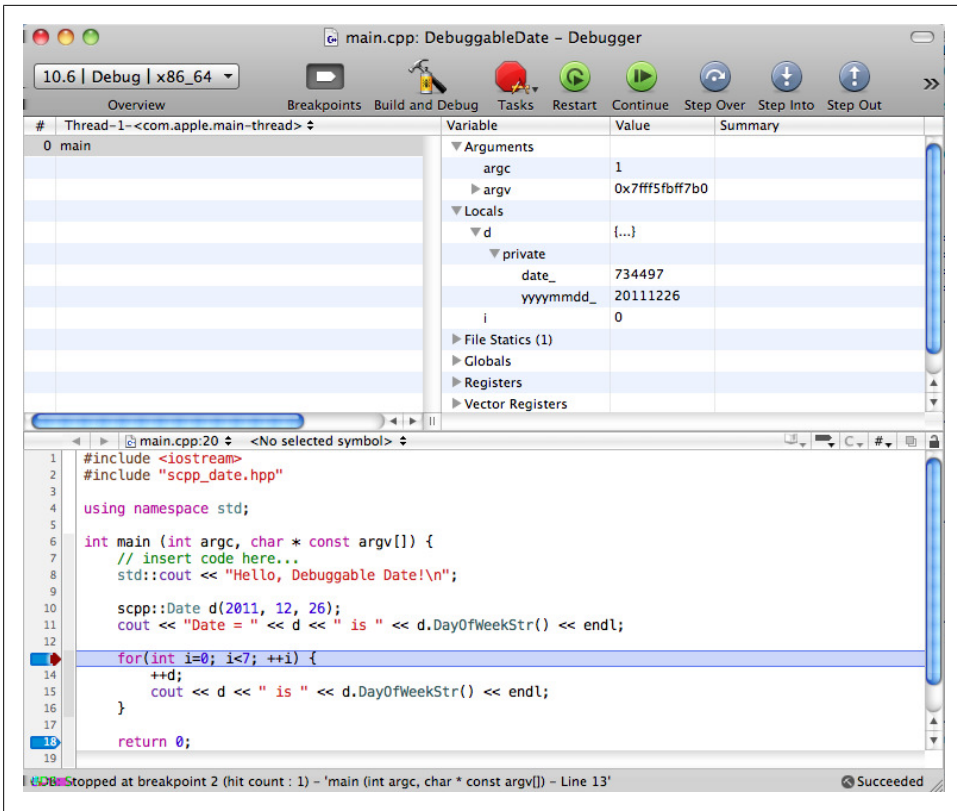 main.cpp: DebuggableDate – Debugger
10.6 | Debug | x86_64
Overview Breakpoints Build and Debug Tasks Restart Continue Step Over Step Into Step Out
# Thread-1-<com.apple.main-thread> Variable Value Summary
0 main
Arguments
argc 1
argv 0x7fff5fbff7b0
Locals
d {...}
private
date_ 734497
yyyymmdd_ 20111226
i 0
File Statics (1)
Globals
Registers
Vector Registers
main.cpp:20 <No selected symbol> C #
1 #include <iostream>
2 #include "scpp_date.hpp"
3
4 using namespace std;
5
6 int main (int argc, char * const argv[]) {
7 // insert code here...
8 std::cout << "Hello, Debuggable Date!\n";
9
10 scpp::Date d(2011, 12, 26);
11 cout << "Date = " << d << " is " << d.DayOfWeekStr() << endl;
12
for(int i=0; i<7; ++i) {
14 ++d;
15 cout << d << " is " << d.DayOfWeekStr() << endl;
16 }
17
18 return 0;
19
Stopped at breakpoint 2 (hit count : 1) – 'main (int argc, char * const argv[]) – Line 13' Succeeded